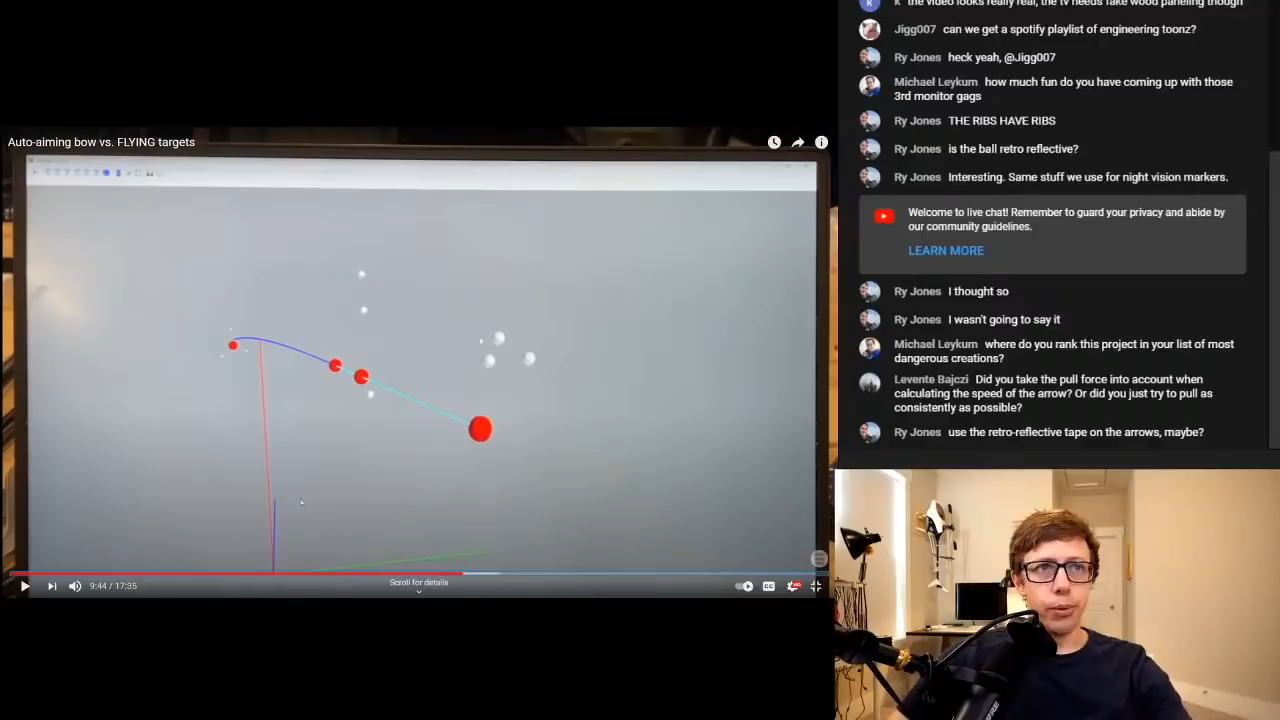 Auto-aiming bow vs. FLYING targets
9:44 / 17:35
Scroll for details
CC
HD
the video looks really real, the tv needs fake wood paneling though
Jigg007 can we get a spotify playlist of engineering toonz?
Ry Jones heck yeah, @Jigg007
Michael Leykum how much fun do you have coming up with those
3rd monitor gags
Ry Jones THE RIBS HAVE RIBS
Ry Jones is the ball retro reflective?
Ry Jones Interesting. Same stuff we use for night vision markers.
Welcome to live chat! Remember to guard your privacy and abide by
our community guidelines.
LEARN MORE
Ry Jones I thought so
Ry Jones I wasn't going to say it
Michael Leykum where do you rank this project in your list of most
dangerous creations?
Levente Bajczi Did you take the pull force into account when
calculating the speed of the arrow? Or did you just try to pull as
consistently as possible?
Ry Jones use the retro-reflective tape on the arrows, maybe?